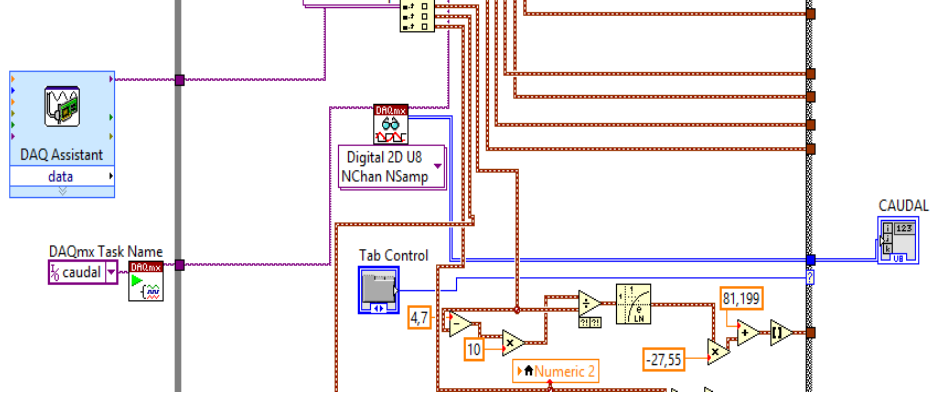 DAQmx
Digital 2D U8
NChan NSamp
DAQ Assistant
data
CAUDAL
123
U8
DAQmx Task Name
caudal
DAQmx
Tab Control
81,199
4,7
LN
10
-27,55
Numeric 2